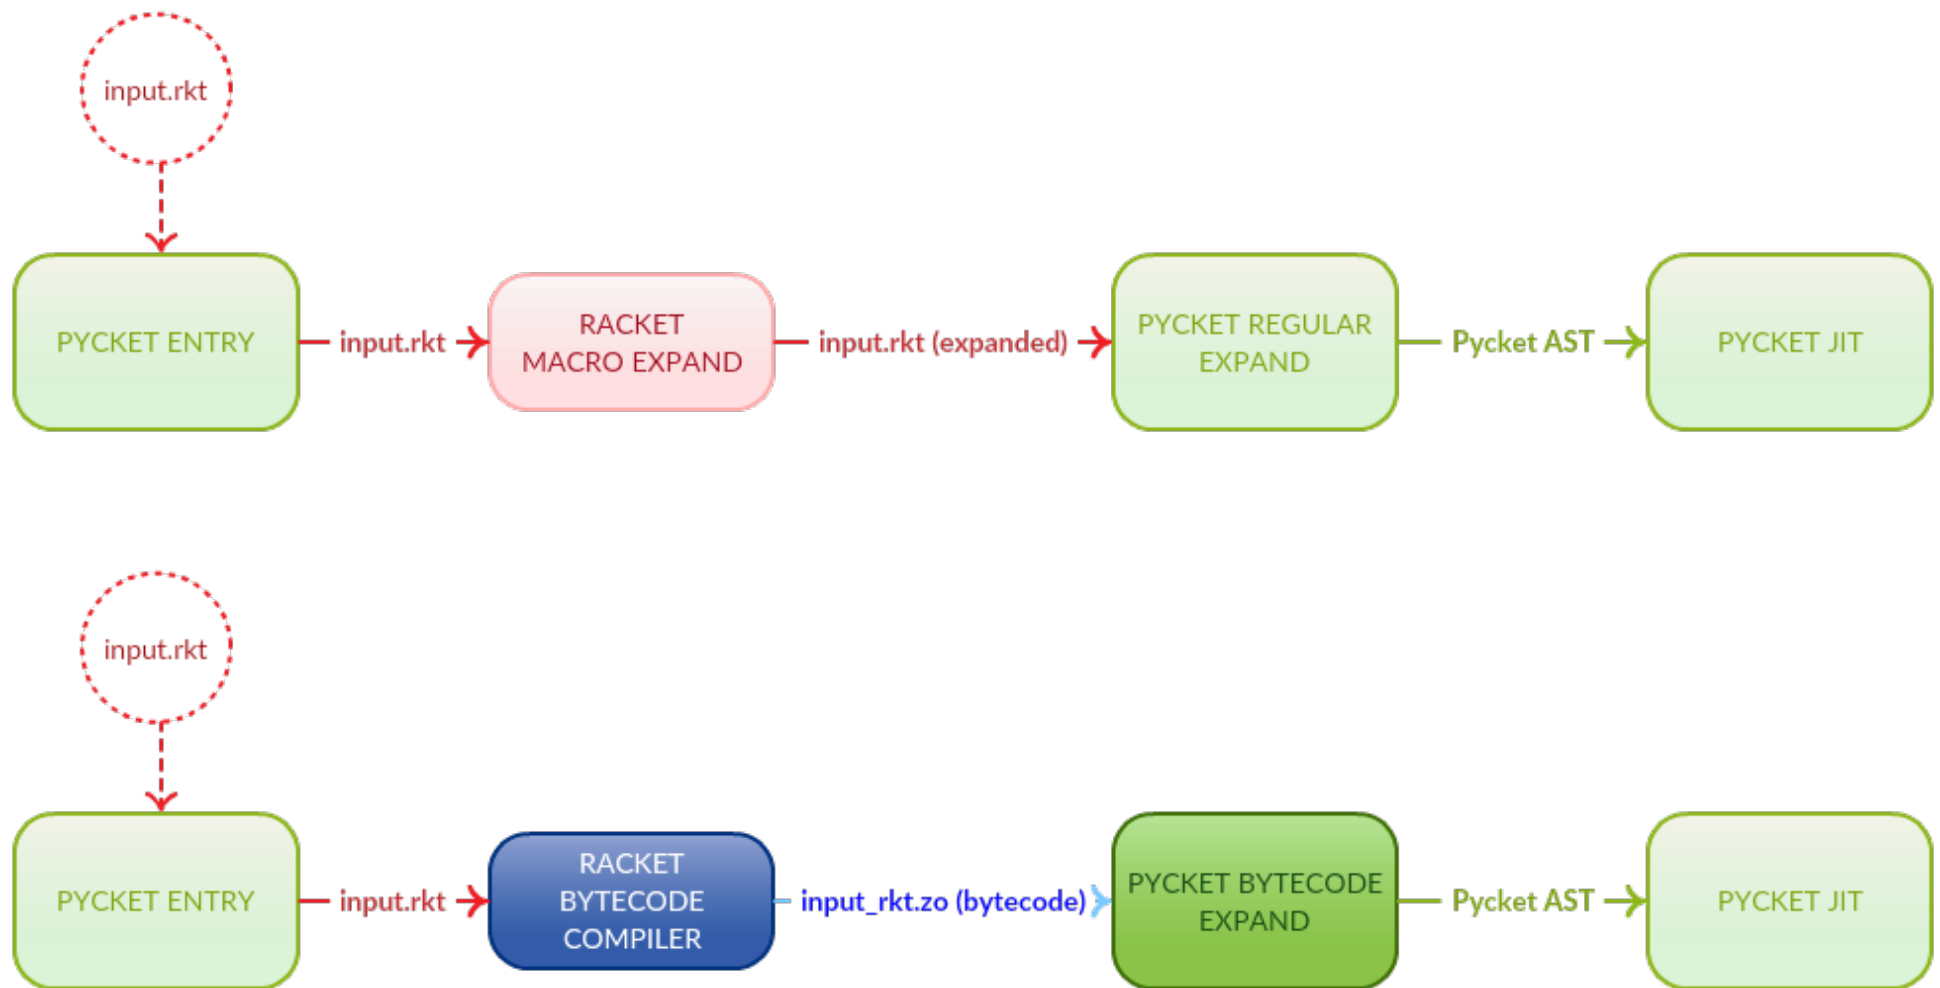 input.rkt
PYCKET ENTRY
input.rkt
RACKET
MACRO EXPAND
input.rkt (expanded)
PYCKET REGULAR
EXPAND
Pycket AST
PYCKET JIT
input.rkt
PYCKET ENTRY
input.rkt
RACKET
BYTECODE
COMPILER
input_rkt.zo (bytecode)
PYCKET BYTECODE
EXPAND
Pycket AST
PYCKET JIT